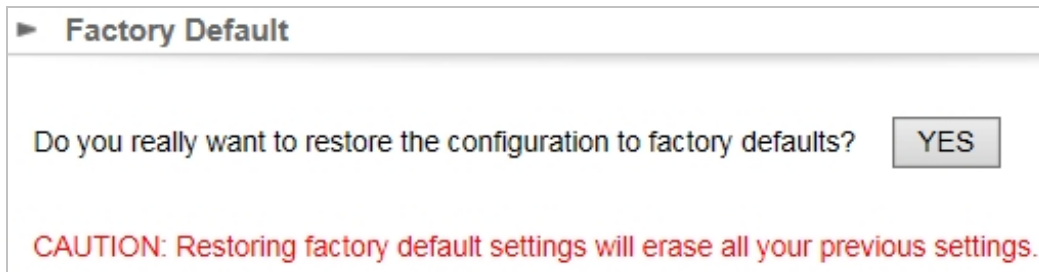 Factory Default
Do you really want to restore the configuration to factory defaults? YES
CAUTION: Restoring factory default settings will erase all your previous settings.